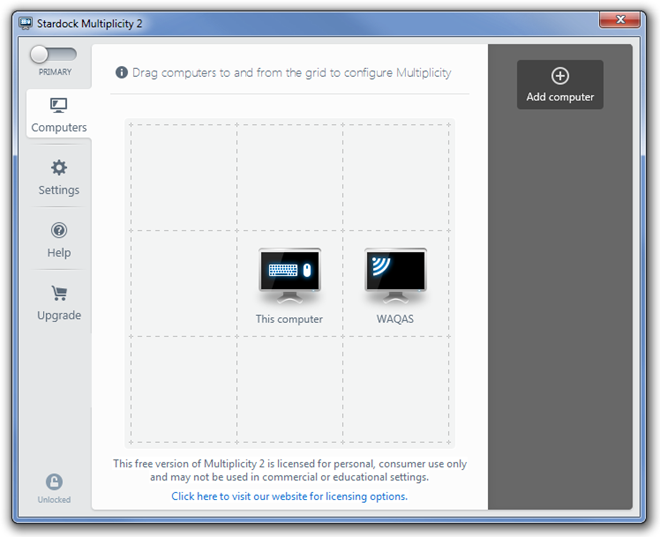 Stardock Multiplicity 2
PRIMARY
Drag computers to and from the grid to configure Multiplicity
Add computer
Computers
Settings
Help
Upgrade
This computer
WAQAS
This free version of Multiplicity 2 is licensed for personal, consumer use only
and may not be used in commercial or educational settings.
Click here to visit our website for licensing options.
Unlocked